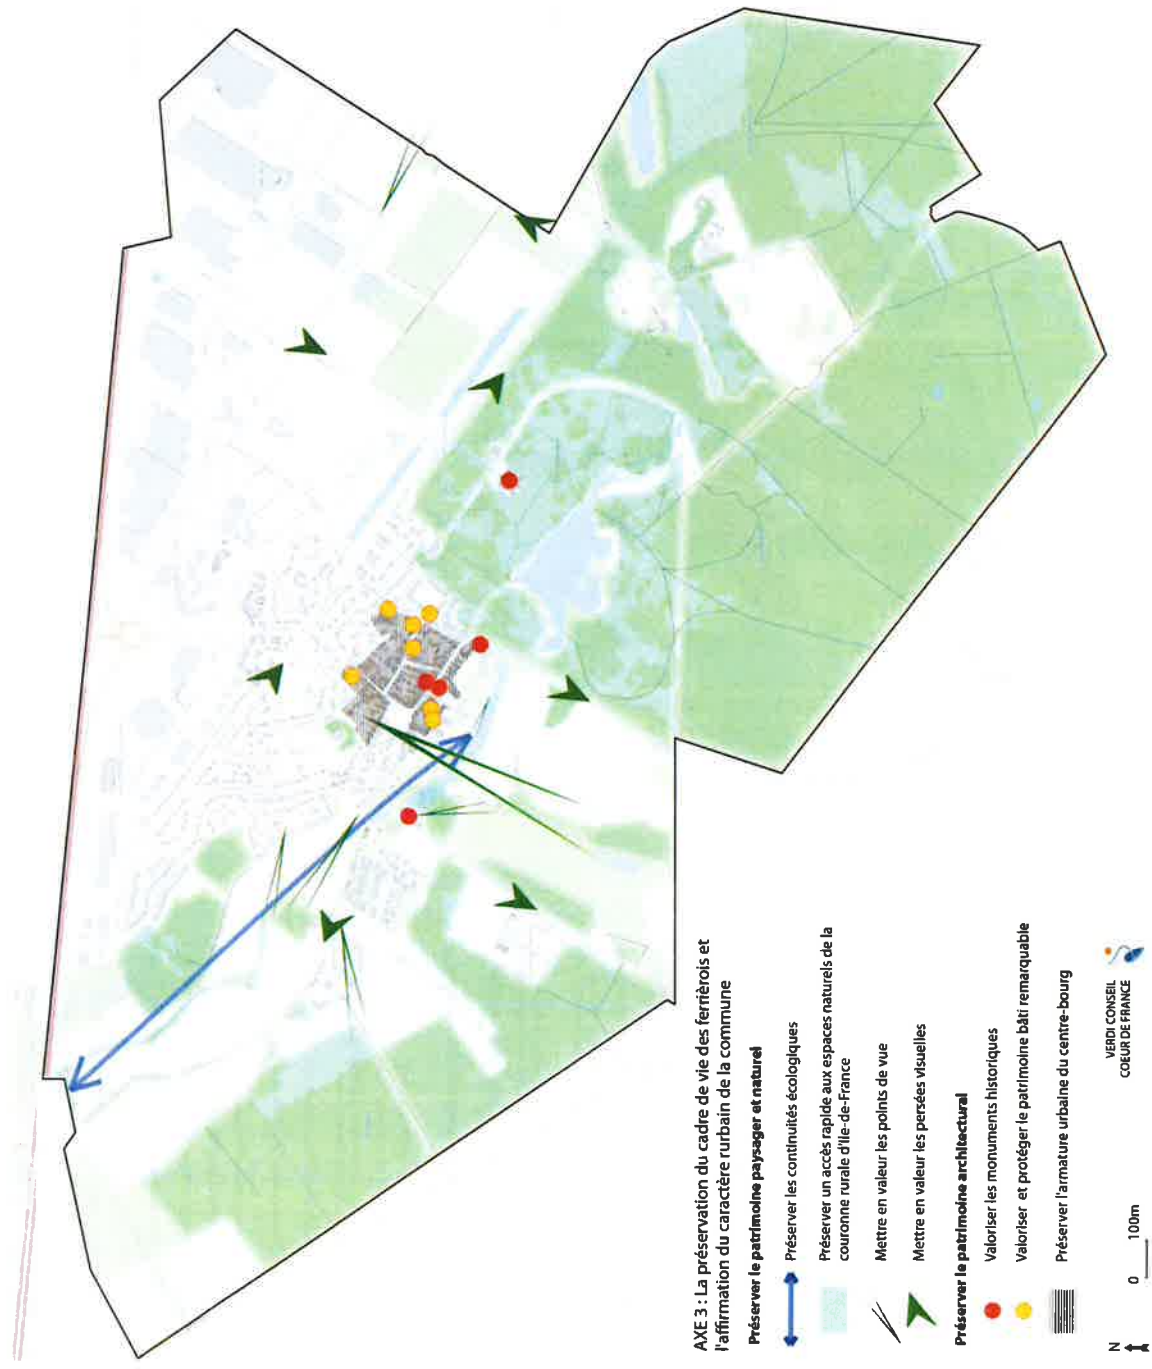 AXE 3 : La préservation du cadre de vie des ferriérois et
l'affirmation du caractère rurbain de la commune
Préserver le patrimoine paysager et naturel
Préserver les continuités écologiques
Préserver un accès rapide aux espaces naturels de la
couronne rurale d'Ile-de-France
Mettre en valeur les points de vue
Mettre en valeur les persées visuelles
Préserver le patrimoine architectural
Valoriser les monuments historiques
Valoriser et protéger le patrimoine bâti remarquable
Préserver l'armature urbaine du centre-bourg
N
0 100m
VERDI CONSEIL
COEUR DE FRANCE